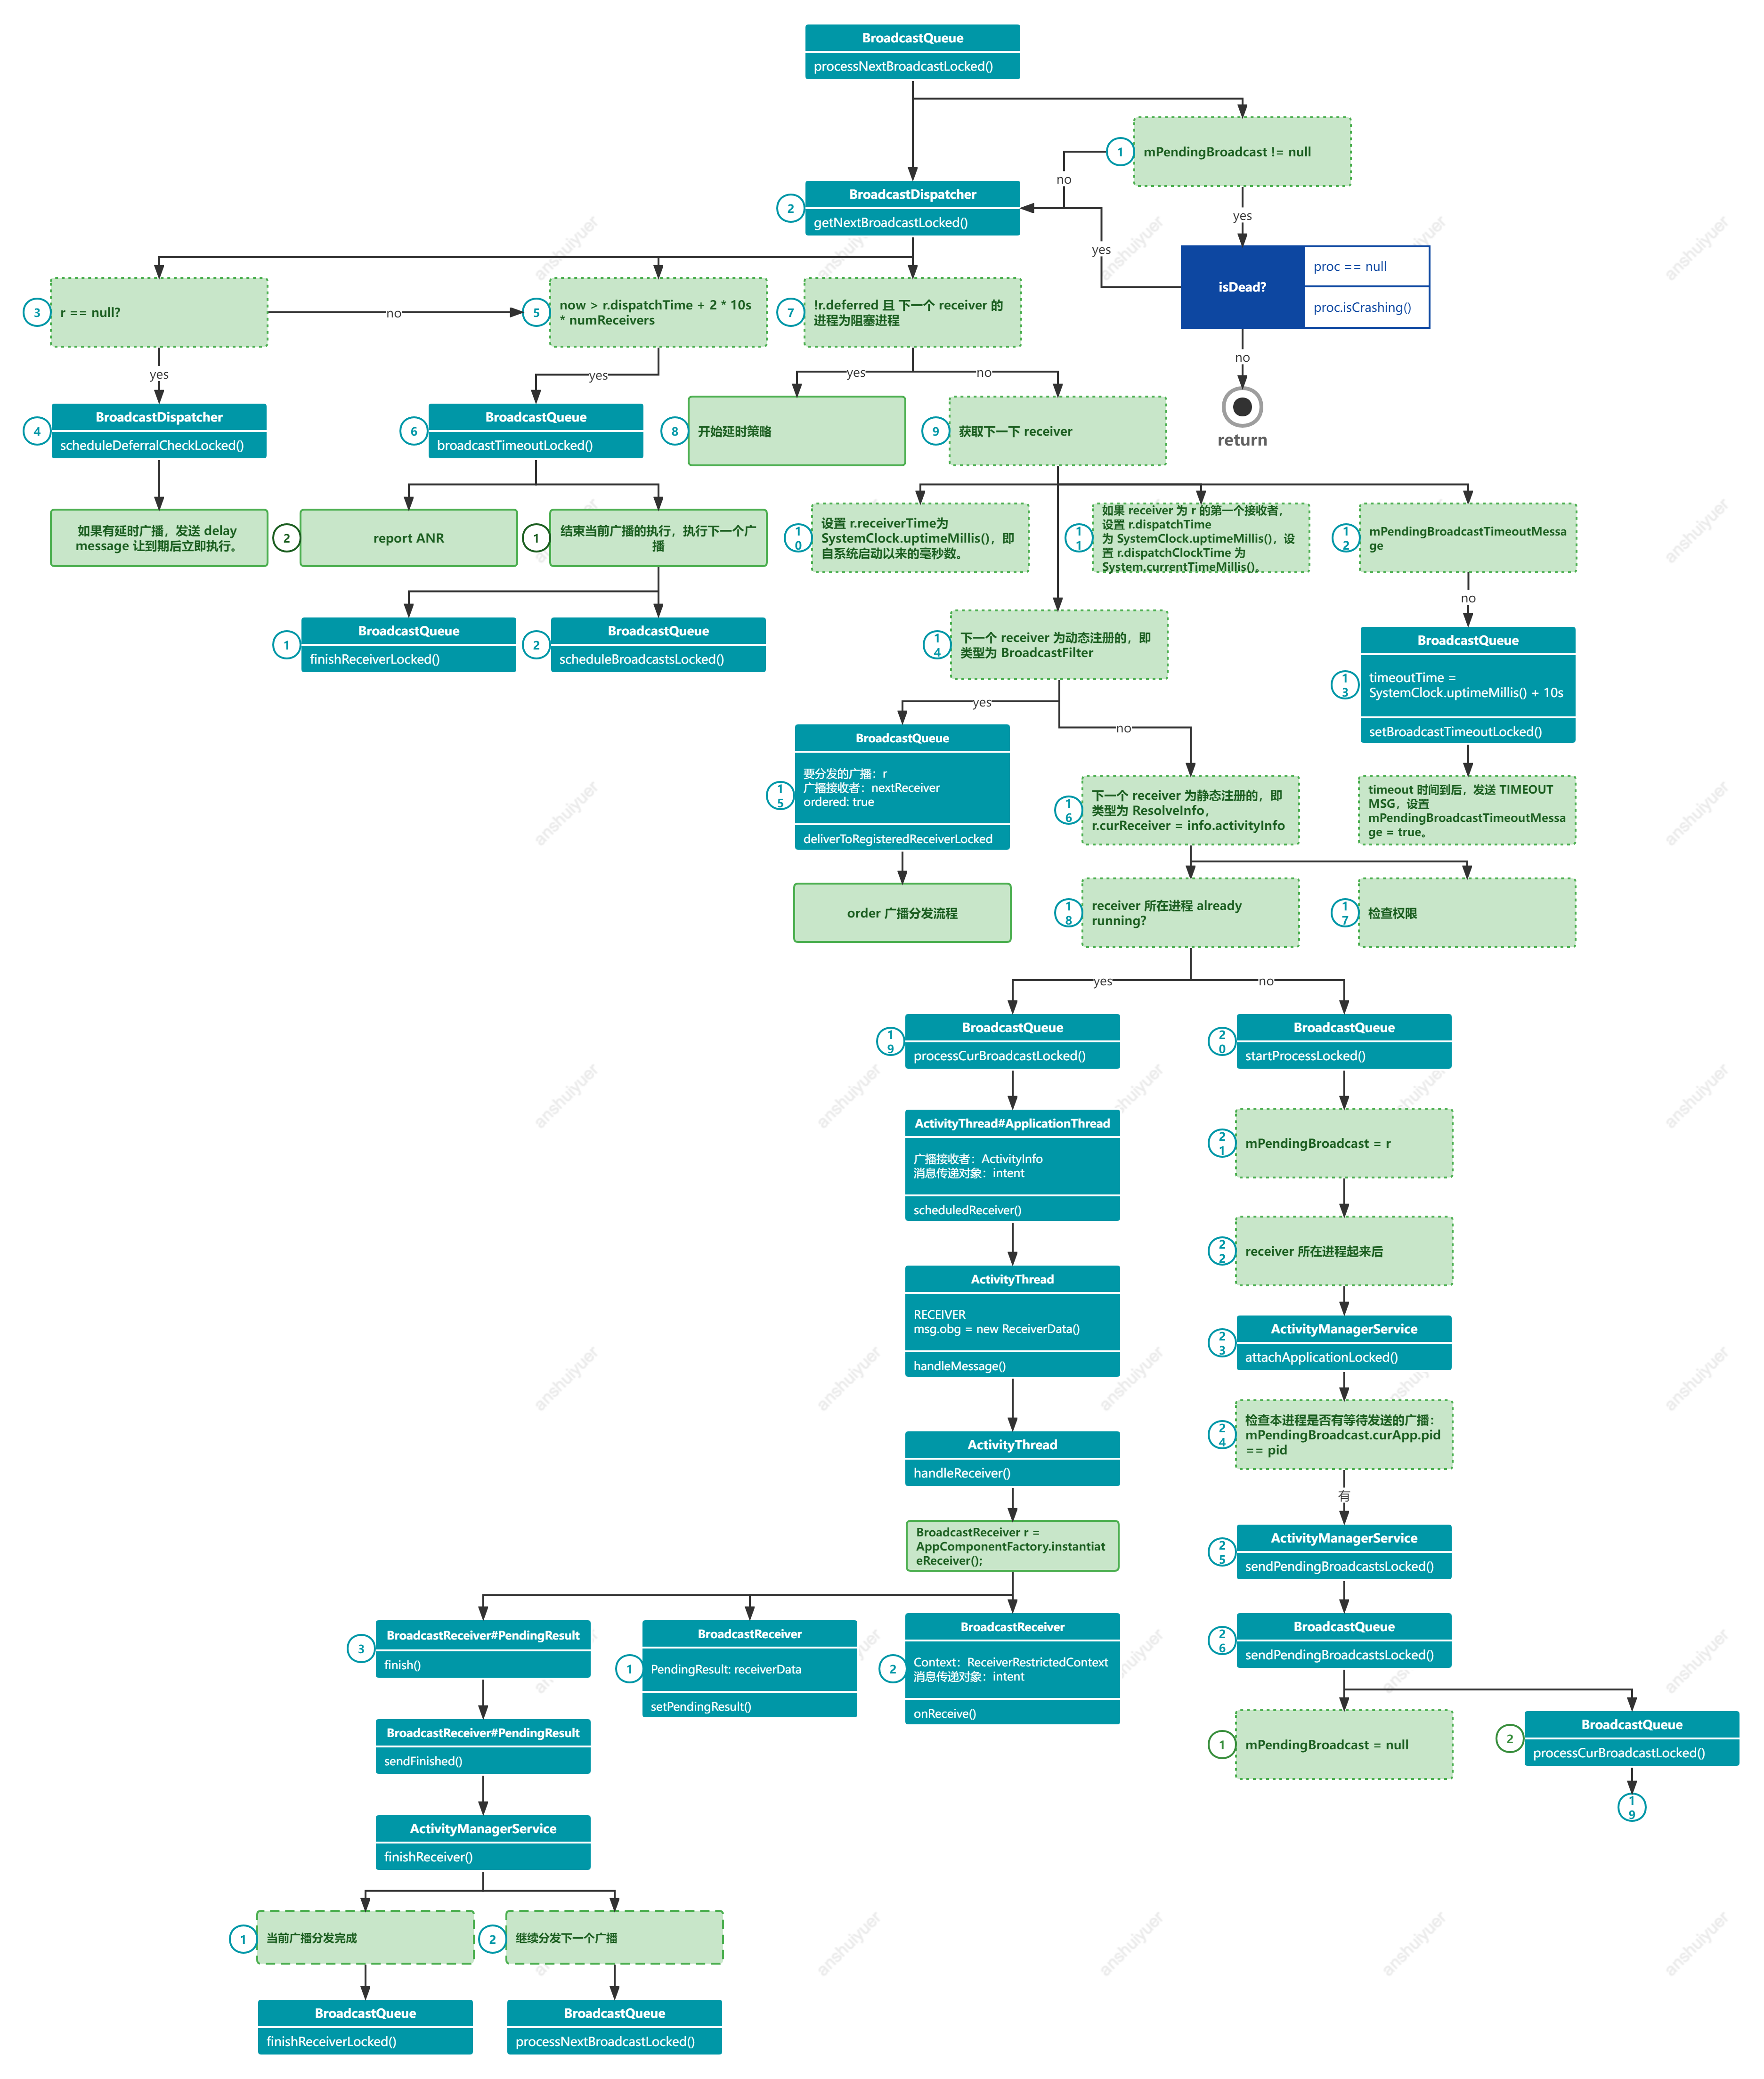 BroadcastQueue
processNextBroadcastLocked()
1
mPendingBroadcast != null
no
yes
2
BroadcastDispatcher
getNextBroadcastLocked()
yes
isDead?
proc == null
proc.isCrashing()
no
return
3
r == null?
no
5
now > r.dispatchTime + 2 * 10s
* numReceivers
7
!r.deferred 且 下一个 receiver 的
进程为阻塞进程
yes
yes
yes
no
4
BroadcastDispatcher
scheduleDeferralCheckLocked()
6
BroadcastQueue
broadcastTimeoutLocked()
8
开始延时策略
9
获取下一下 receiver
如果有延时广播，发送 delay
message 让到期后立即执行。
2
report ANR
1
结束当前广播的执行，执行下一个广
播
1
0
设置 r.receiverTime为
SystemClock.uptimeMillis()，即
自系统启动以来的毫秒数。
1
1
如果 receiver 为 r 的第一个接收者，
设置 r.dispatchTime
为 SystemClock.uptimeMillis()，设
置 r.dispatchClockTime 为
System.currentTimeMillis()。
1
2
mPendingBroadcastTimeoutMessa
ge
no
1
BroadcastQueue
finishReceiverLocked()
2
BroadcastQueue
scheduleBroadcastsLocked()
1
4
下一个 receiver 为动态注册的，即
类型为 BroadcastFilter
1
3
BroadcastQueue
timeoutTime =
SystemClock.uptimeMillis() + 10s
setBroadcastTimeoutLocked()
yes
no
1
5
BroadcastQueue
要分发的广播：r
广播接收者：nextReceiver
ordered: true
deliverToRegisteredReceiverLocked
1
6
下一个 receiver 为静态注册的，即
类型为 ResolveInfo，
r.curReceiver = info.activityInfo
timeout 时间到后，发送 TIMEOUT
MSG，设置
mPendingBroadcastTimeoutMessa
ge = true。
order 广播分发流程
1
8
receiver 所在进程 already
running?
1
7
检查权限
yes
no
1
9
BroadcastQueue
processCurBroadcastLocked()
2
0
BroadcastQueue
startProcessLocked()
ActivityThread#ApplicationThread
广播接收者：ActivityInfo
消息传递对象：intent
scheduledReceiver()
2
1
mPendingBroadcast = r
2
2
receiver 所在进程起来后
ActivityThread
RECEIVER
msg.obg = new ReceiverData()
handleMessage()
2
3
ActivityManagerService
attachApplicationLocked()
2
4
检查本进程是否有等待发送的广播：
mPendingBroadcast.curApp.pid
== pid
有
ActivityThread
handleReceiver()
BroadcastReceiver r =
AppComponentFactory.instantiat
eReceiver();
2
5
ActivityManagerService
sendPendingBroadcastsLocked()
3
BroadcastReceiver#PendingResult
finish()
1
BroadcastReceiver
PendingResult: receiverData
setPendingResult()
2
BroadcastReceiver
Context：ReceiverRestrictedContext
消息传递对象：intent
onReceive()
2
6
BroadcastQueue
sendPendingBroadcastsLocked()
BroadcastReceiver#PendingResult
sendFinished()
1
mPendingBroadcast = null
2
BroadcastQueue
processCurBroadcastLocked()
1
9
ActivityManagerService
finishReceiver()
1
当前广播分发完成
2
继续分发下一个广播
BroadcastQueue
finishReceiverLocked()
BroadcastQueue
processNextBroadcastLocked()
anshuiyuer